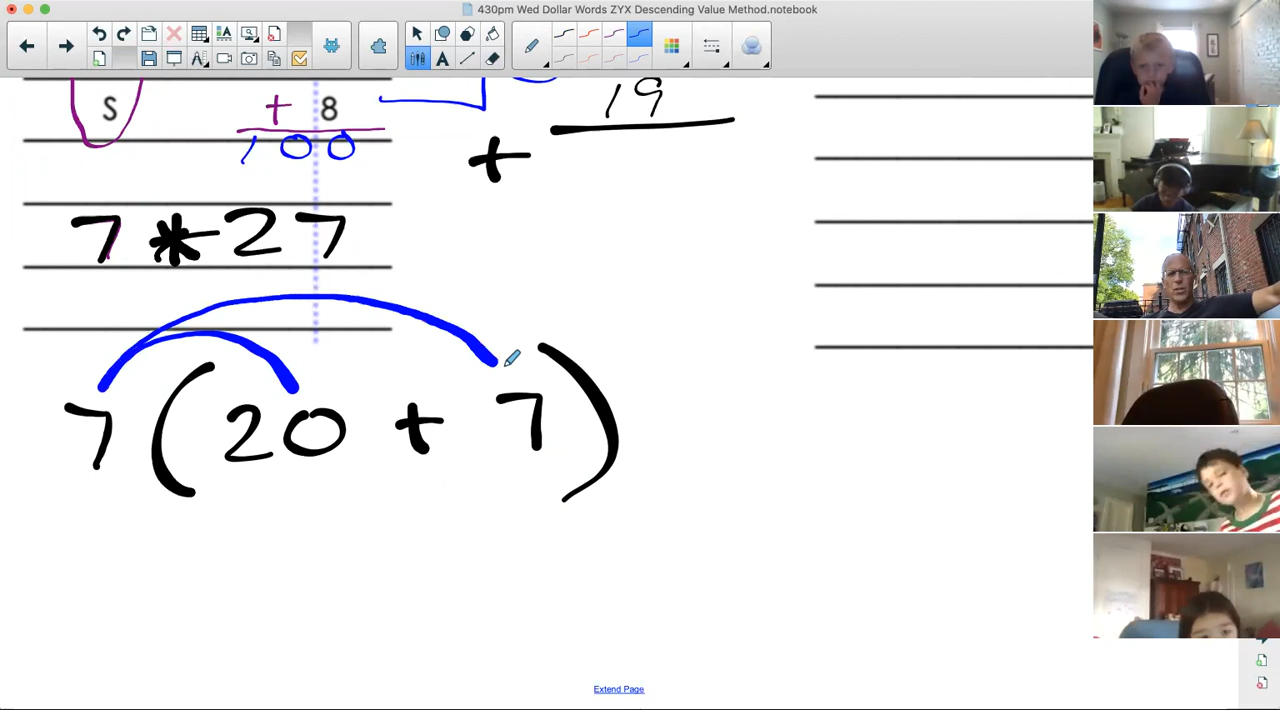 430pm Wed Dollar Words ZYX Descending Value Method.notebook
S + 8 19
100 +
7 * 27
7 ( 20 + 7 )
Extend Page